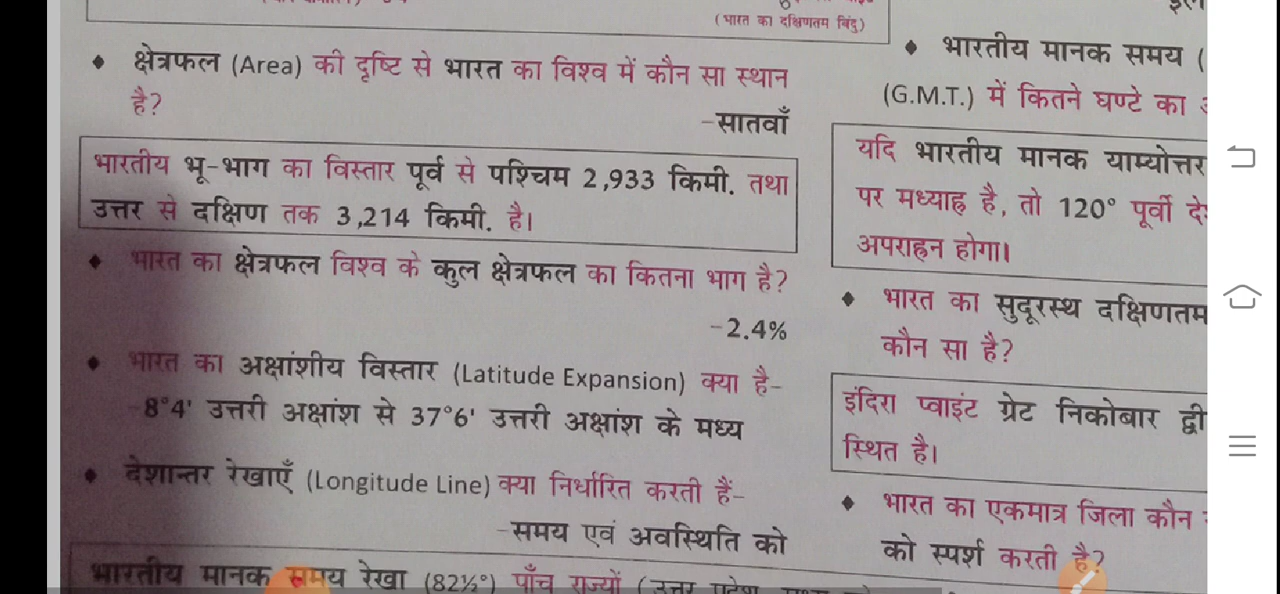 (भारत का दक्षिणतम बिंदु)
♦ क्षेत्रफल (Area) की दृष्टि से भारत का विश्व में कौन सा स्थान
है?
-सातवाँ
भारतीय भू-भाग का विस्तार पूर्व से पश्चिम 2,933 किमी. तथा
उत्तर से दक्षिण तक 3,214 किमी. है।
♦ भारत का क्षेत्रफल विश्व के कुल क्षेत्रफल का कितना भाग है?
-2.4%
♦ भारत का अक्षांशीय विस्तार (Latitude Expansion) क्या है-
-8°4' उत्तरी अक्षांश से 37°6' उत्तरी अक्षांश के मध्य
♦ देशान्तर रेखाएँ (Longitude Line) क्या निर्धारित करती हैं-
-समय एवं अवस्थिति को
भारतीय मानक समय रेखा (82½°) पाँच राज्यों (उत्तर प्रदेश
♦ भारतीय मानक समय (
(G.M.T.) में कितने घण्टे का
यदि भारतीय मानक याम्योत्तर
पर मध्याह्न है, तो 120° पूर्वी
अपराह्न होगा।
♦ भारत का सुदूरस्थ दक्षिणतम
कौन सा है?
इंदिरा प्वाइंट ग्रेट निकोबार द्वी
स्थित है।
♦ भारत का एकमात्र जिला कौन
को स्पर्श करती है?